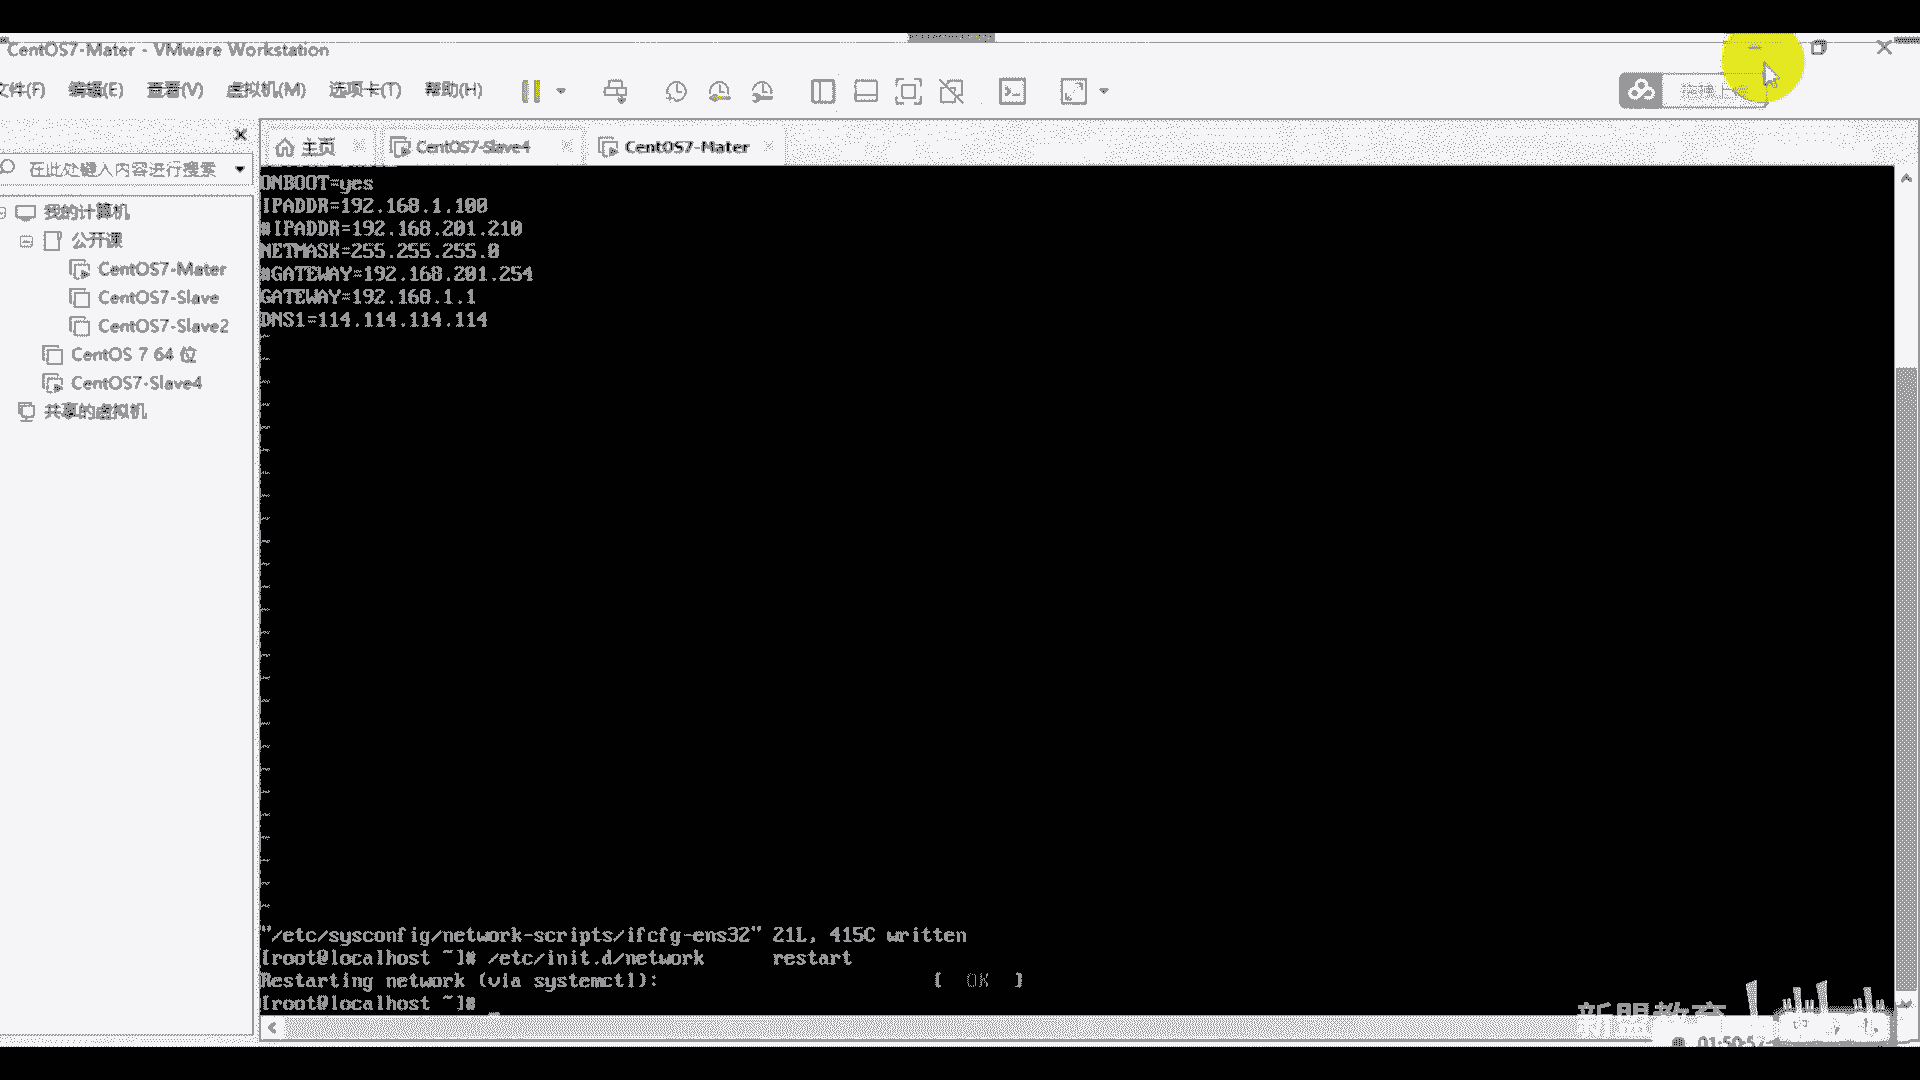 CentOS7-Mater - VMware Workstation
文件(F) 编辑(E) 查看(V) 虚拟机(M) 选项卡(T) 帮助(H)
在此处键入内容进行搜索
主页 CentOS7-Slave4 CentOS7-Mater
我的计算机
公开课
CentOS7-Mater
CentOS7-Slave
CentOS7-Slave2
CentOS 7 64 位
CentOS7-Slave4
共享的虚拟机
ONBOOT=yes
IPADDR=192.168.1.100
#IPADDR=192.168.201.210
NETMASK=255.255.255.0
#GATEWAY=192.168.201.254
GATEWAY=192.168.1.1
DNS1=114.114.114.114
"/etc/sysconfig/network-scripts/ifcfg-ens32" 21L, 415C written
[root@localhost ~]# /etc/init.d/network restart
Restarting network (via systemctl): [ OK ]
[root@localhost ~]#
新盟教育